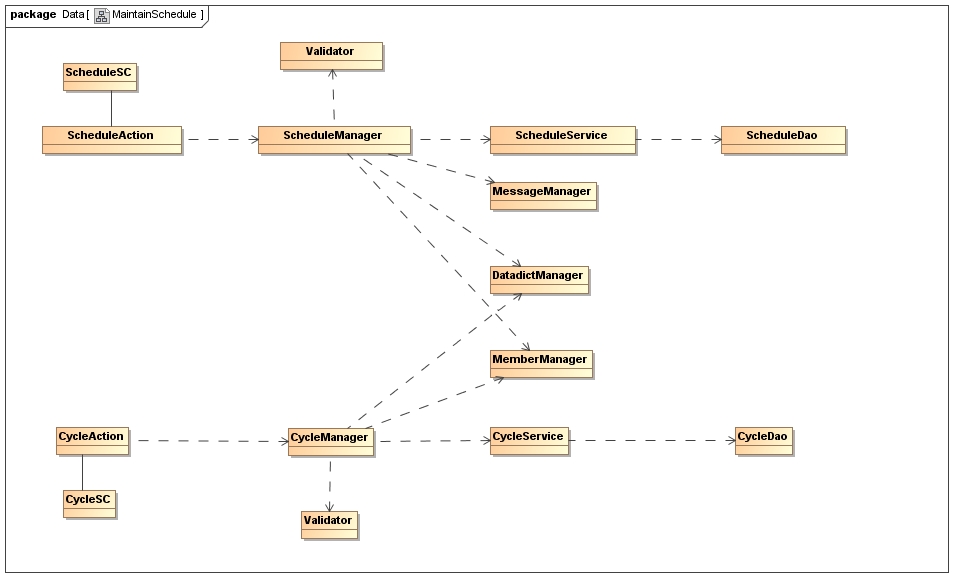 package Data [ MaintainSchedule ]
Validator
ScheduleSC
ScheduleAction
ScheduleManager
ScheduleService
ScheduleDao
MessageManager
DatadictManager
MemberManager
CycleAction
CycleManager
CycleService
CycleDao
CycleSC
Validator